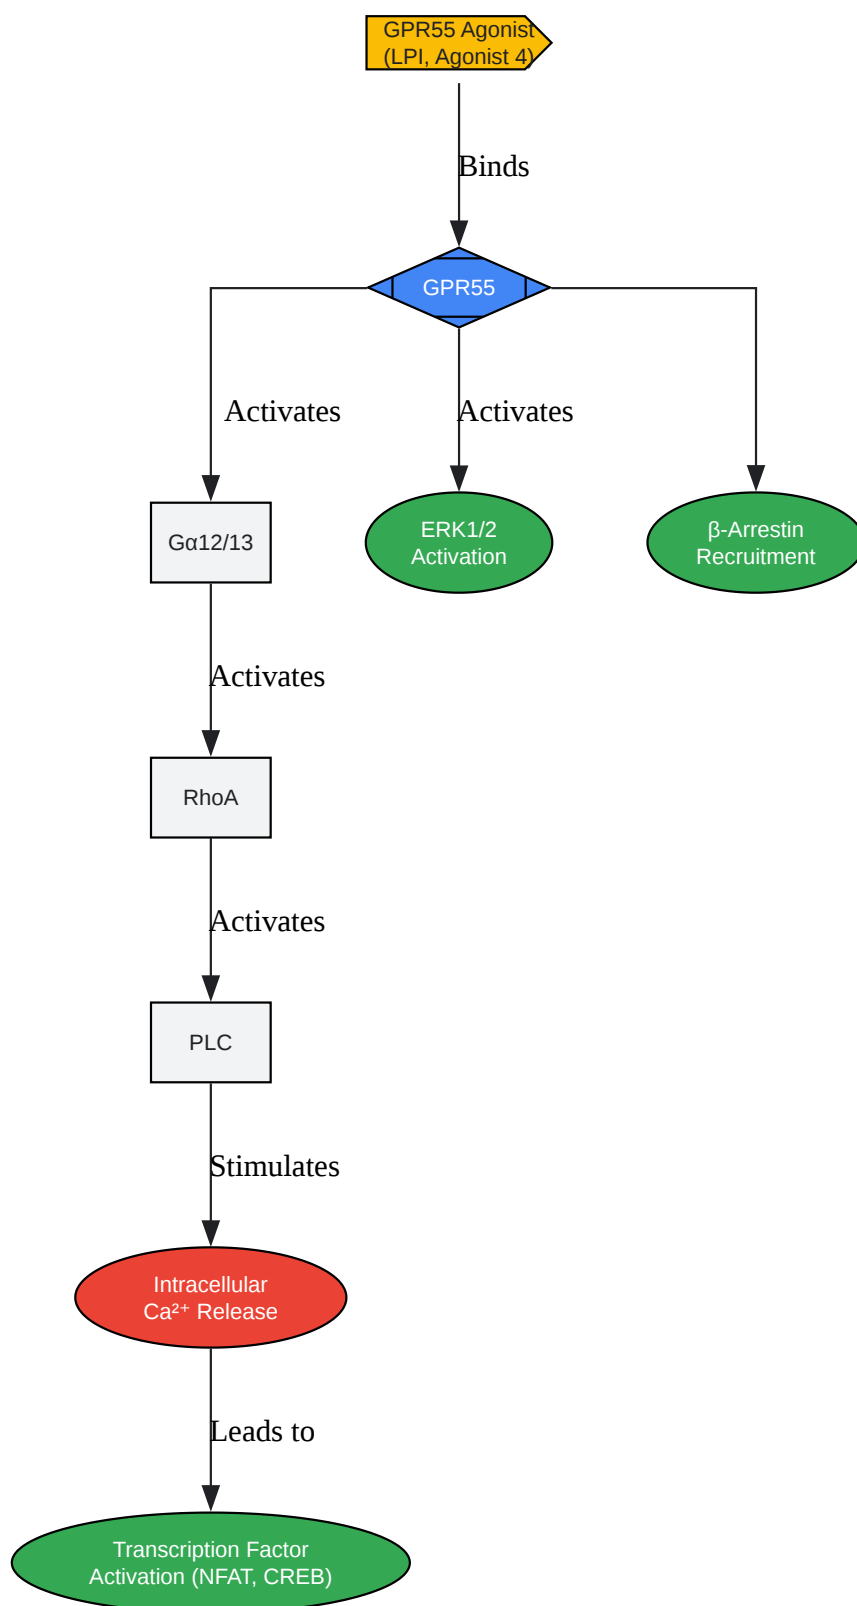 GPR55 Agonist
(LPI, Agonist 4)
Binds
GPR55
Activates
Activates
Gα12/13
ERK1/2
Activation
β-Arrestin
Recruitment
Activates
RhoA
Activates
PLC
Stimulates
Intracellular
Ca²⁺ Release
Leads to
Transcription Factor
Activation (NFAT, CREB)